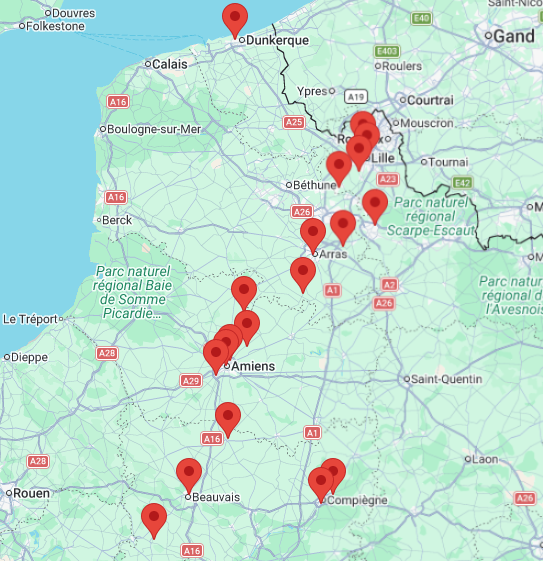 Saint-Nic
Douvres
Folkestone
E40
Gand
Dunkerque
E403
Calais
Roulers
Ypres
A19
A16
Courtrai
A25
Mouscron
Boulogne-sur-Mer
Lille
Tournai
Béthune
A23
E42
A16
A26
Parc naturel
régional
Scarpe-Escaut
Berck
Arras
Parc naturel
régional Baie
de Somme
Picardie...
A1
A2
A26
Parc natu
régional d
l'Avesnois
Le Tréport
Dieppe
A28
Amiens
A29
Saint-Quentin
A16
A1
A28
Laon
Rouen
Beauvais
Compiègne
A26
A16